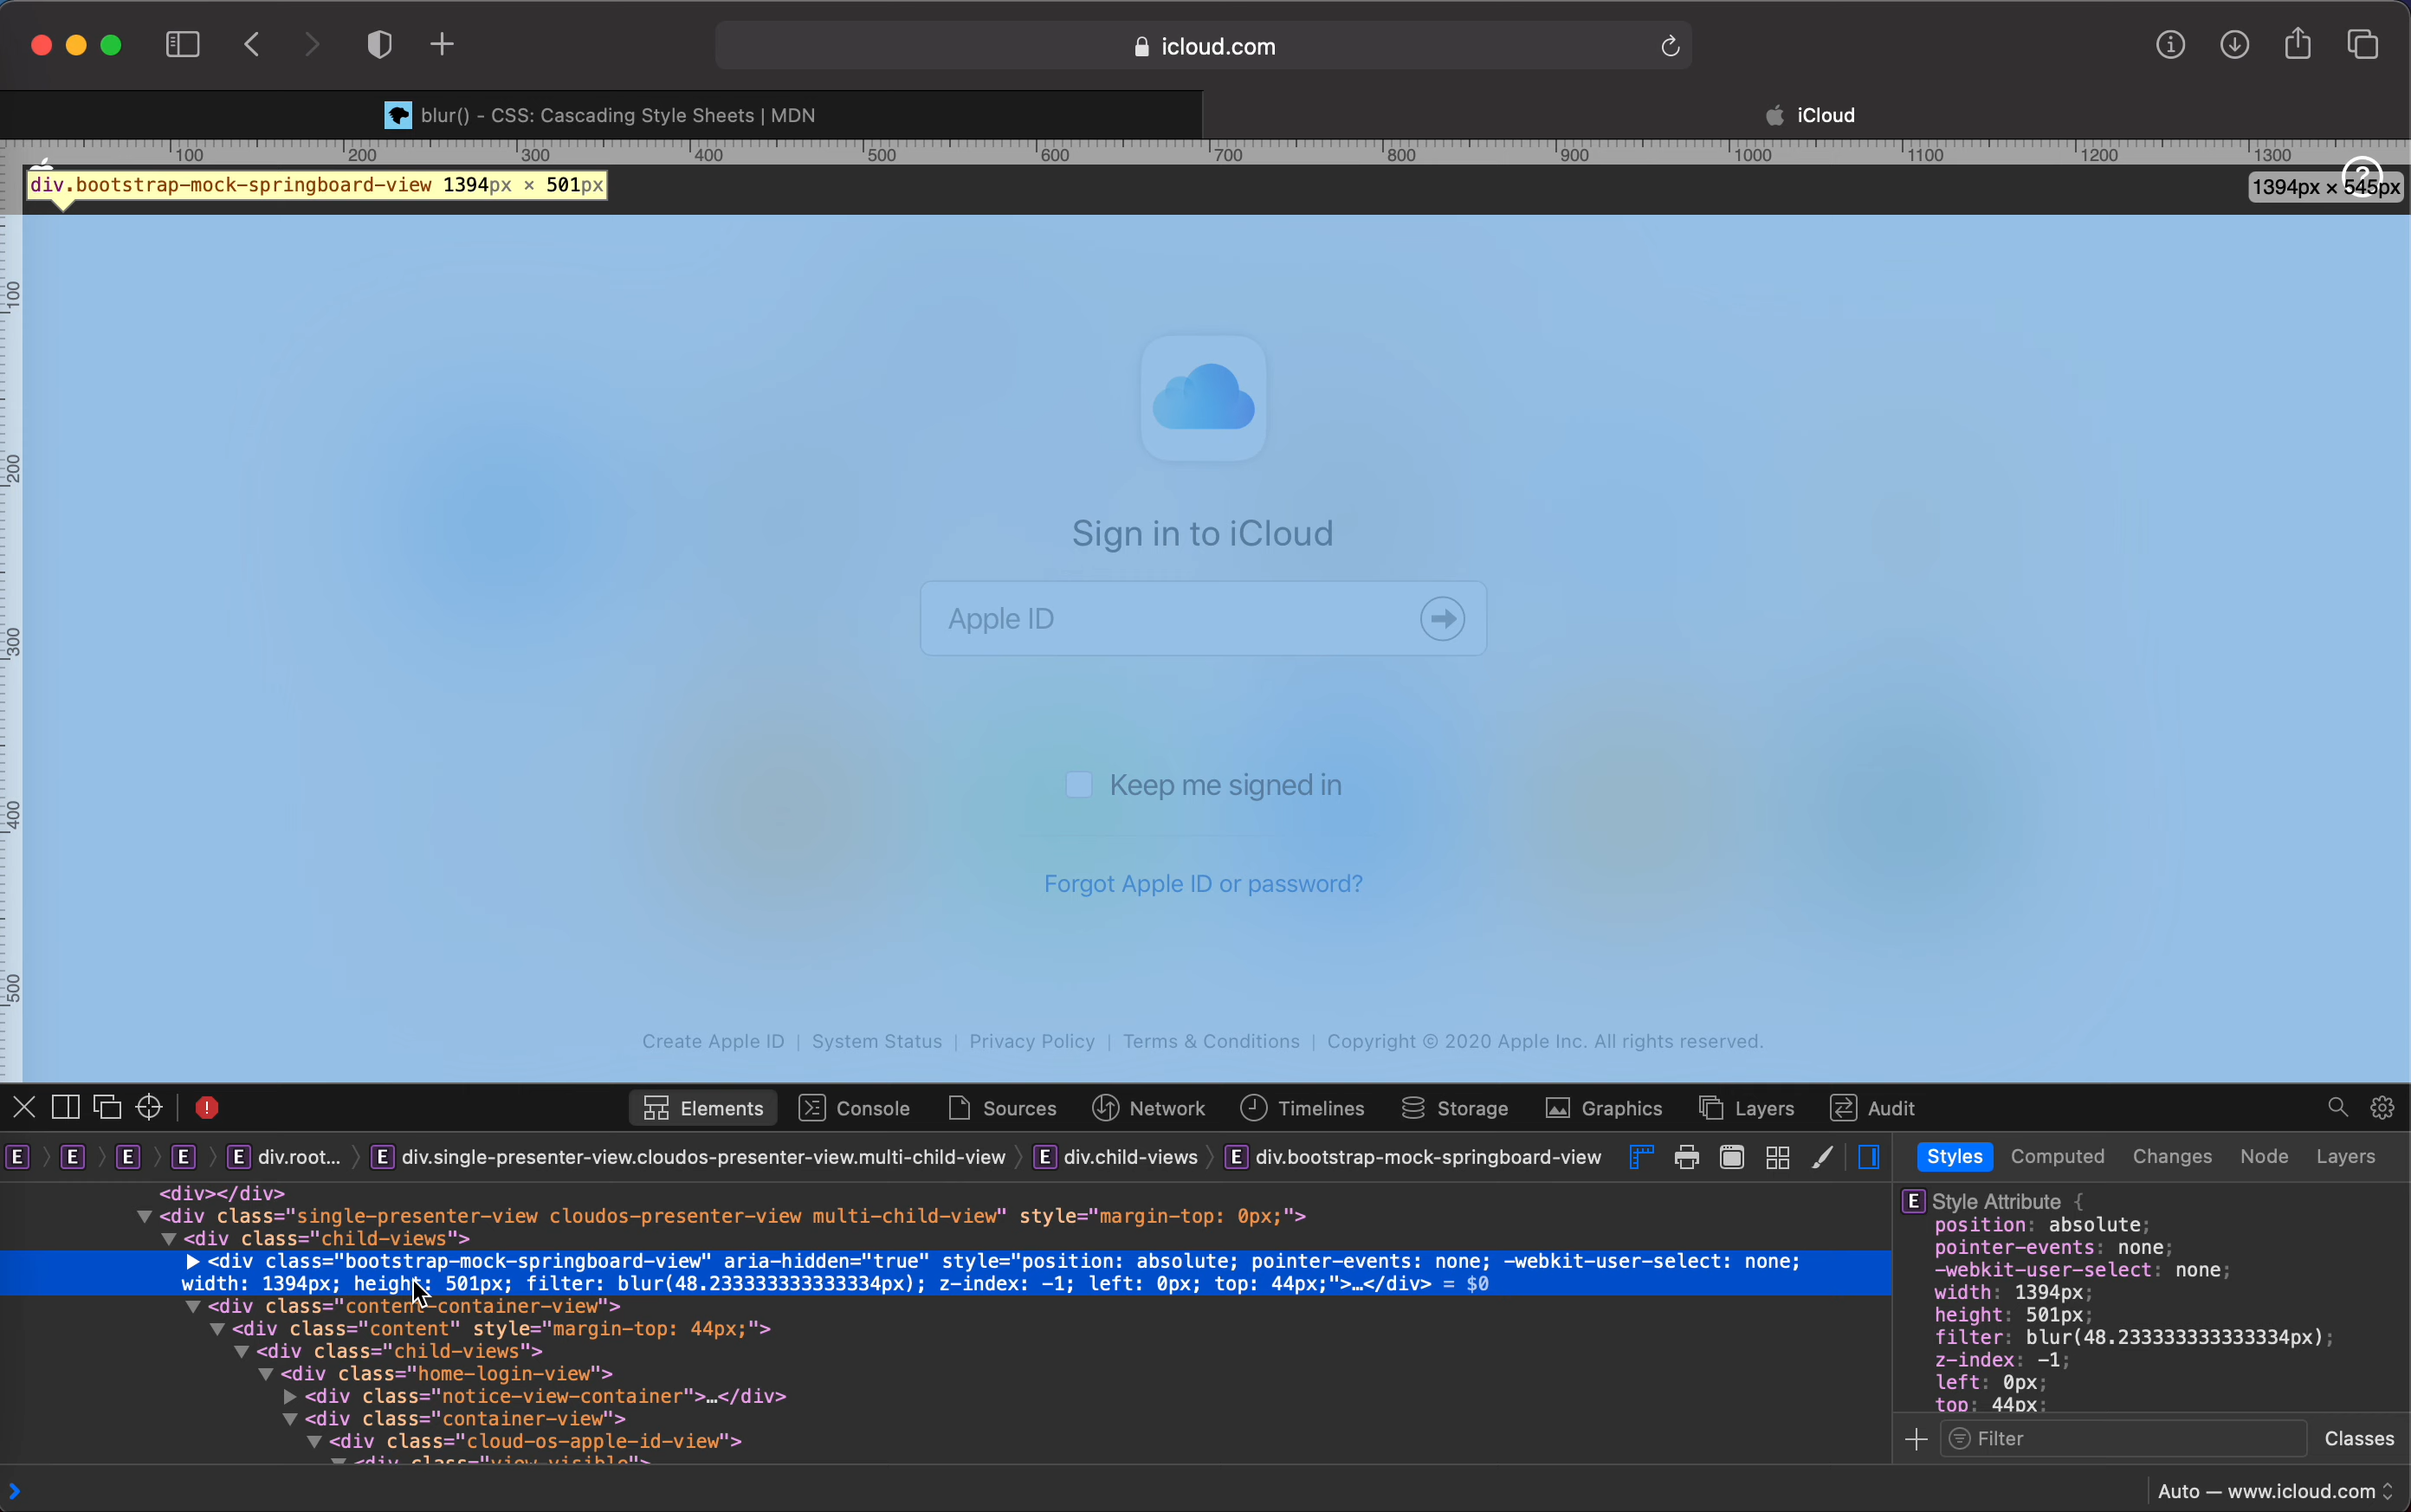 icloud.com
blur() - CSS: Cascading Style Sheets | MDN
iCloud
100 200 300 400 500 600 700 800 900 1000 1100 1200 1300
div.bootstrap-mock-springboard-view 1394px × 501px
1394px × 545px
?
100
200
300
400
500
Sign in to iCloud
Apple ID
Keep me signed in
Forgot Apple ID or password?
Create Apple ID | System Status | Privacy Policy | Terms & Conditions | Copyright © 2020 Apple Inc. All rights reserved.
Elements Console Sources Network Timelines Storage Graphics Layers Audit
E E E E E div.root... E div.single-presenter-view.cloudos-presenter-view.multi-child-view E div.child-views E div.bootstrap-mock-springboard-view
Styles Computed Changes Node Layers
<div></div>
<div class="single-presenter-view cloudos-presenter-view multi-child-view" style="margin-top: 0px;">
<div class="child-views">
<div class="bootstrap-mock-springboard-view" aria-hidden="true" style="position: absolute; pointer-events: none; -webkit-user-select: none;
width: 1394px; height: 501px; filter: blur(48.233333333333334px); z-index: -1; left: 0px; top: 44px;">…</div> = $0
<div class="content-container-view">
<div class="content" style="margin-top: 44px;">
<div class="child-views">
<div class="home-login-view">
<div class="notice-view-container">…</div>
<div class="container-view">
<div class="cloud-os-apple-id-view">
<div class="view-visible">
E Style Attribute {
position: absolute;
pointer-events: none;
-webkit-user-select: none;
width: 1394px;
height: 501px;
filter: blur(48.233333333333334px);
z-index: -1;
left: 0px;
top: 44px;
Filter
Classes
Auto — www.icloud.com